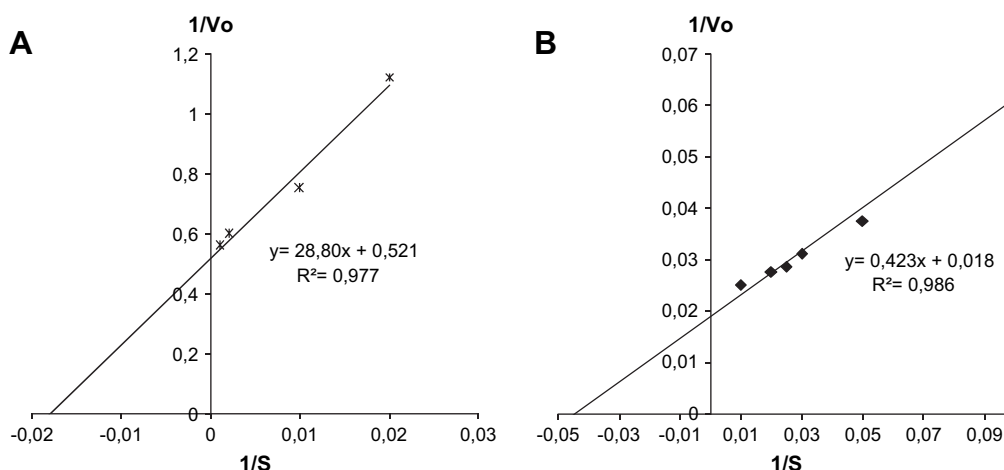 A
1/Vo
1,2
1
0,8
0,6
0,4
0,2
0
-0,02
-0,01
0
0,01
0,02
0,03
1/S
y= 28,80x + 0,521
R²= 0,977
B
1/Vo
0,07
0,06
0,05
0,04
0,03
0,02
0,01
0
-0,05
-0,03
-0,01
0,01
0,03
0,05
0,07
0,09
1/S
y= 0,423x + 0,018
R²= 0,986